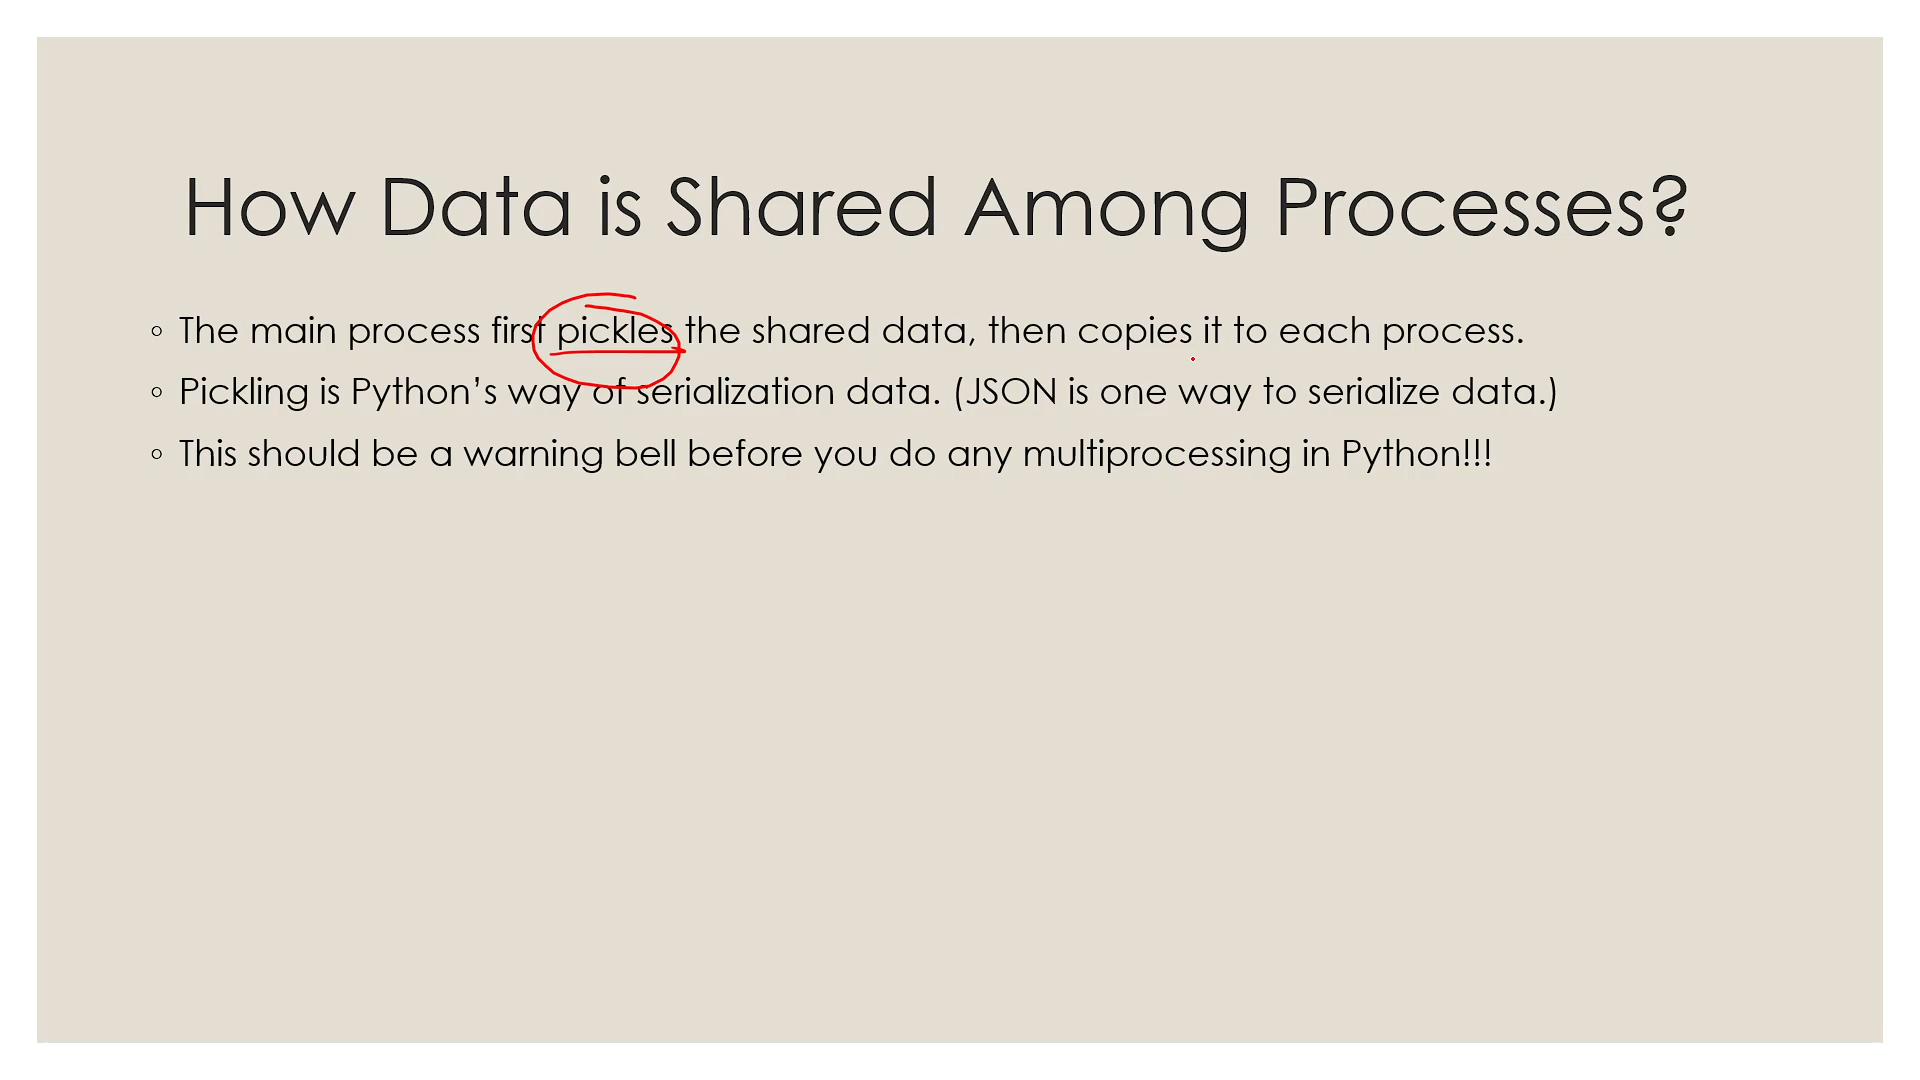 How Data is Shared Among Processes?
◦ The main process first pickles the shared data, then copies it to each process.
◦ Pickling is Python’s way of serialization data. (JSON is one way to serialize data.)
◦ This should be a warning bell before you do any multiprocessing in Python!!!